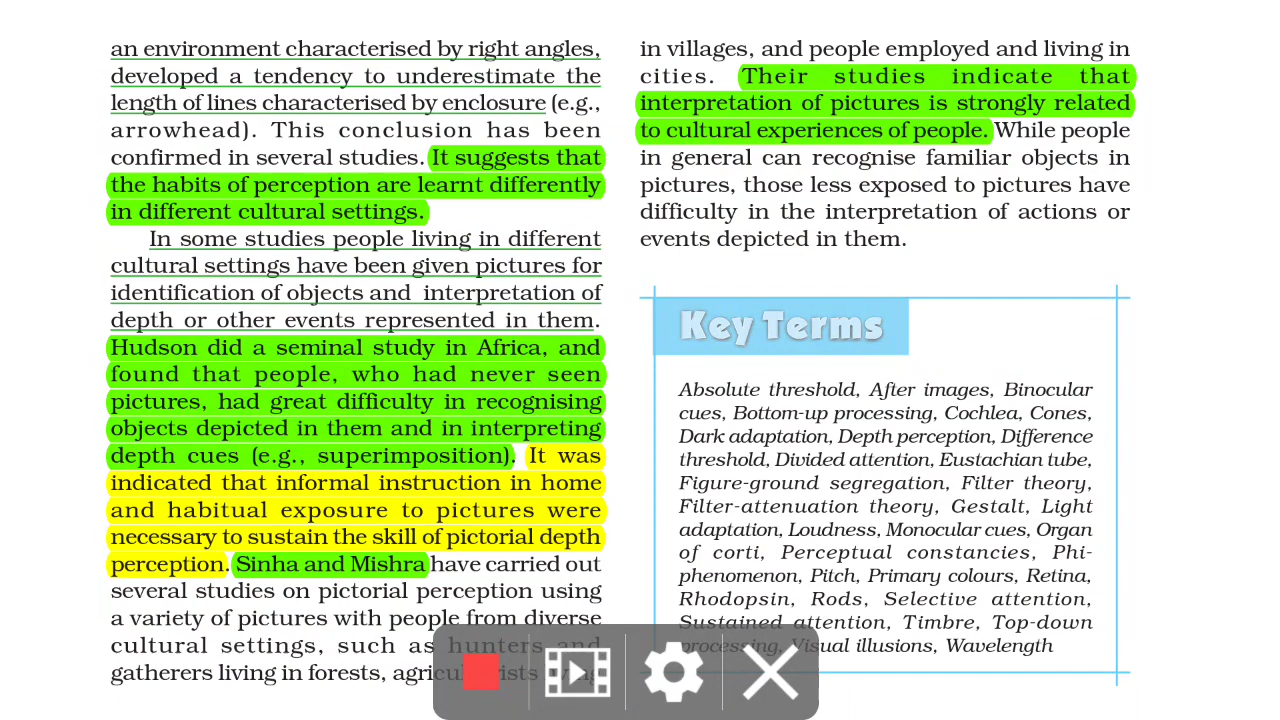 an environment characterised by right angles,
developed a tendency to underestimate the
length of lines characterised by enclosure (e.g.,
arrowhead). This conclusion has been
confirmed in several studies. It suggests that
the habits of perception are learnt differently
in different cultural settings.
In some studies people living in different
cultural settings have been given pictures for
identification of objects and interpretation of
depth or other events represented in them.
Hudson did a seminal study in Africa, and
found that people, who had never seen
pictures, had great difficulty in recognising
objects depicted in them and in interpreting
depth cues (e.g., superimposition). It was
indicated that informal instruction in home
and habitual exposure to pictures were
necessary to sustain the skill of pictorial depth
perception. Sinha and Mishra have carried out
several studies on pictorial perception using
a variety of pictures with people from diverse
cultural settings, such as hunters and
gatherers living in forests, agriculturists living
in villages, and people employed and living in
cities. Their studies indicate that
interpretation of pictures is strongly related
to cultural experiences of people. While people
in general can recognise familiar objects in
pictures, those less exposed to pictures have
difficulty in the interpretation of actions or
events depicted in them.
Key Terms
Absolute threshold, After images, Binocular
cues, Bottom-up processing, Cochlea, Cones,
Dark adaptation, Depth perception, Difference
threshold, Divided attention, Eustachian tube,
Figure-ground segregation, Filter theory,
Filter-attenuation theory, Gestalt, Light
adaptation, Loudness, Monocular cues, Organ
of corti, Perceptual constancies, Phi-
phenomenon, Pitch, Primary colours, Retina,
Rhodopsin, Rods, Selective attention,
Sustained attention, Timbre, Top-down
processing, Visual illusions, Wavelength